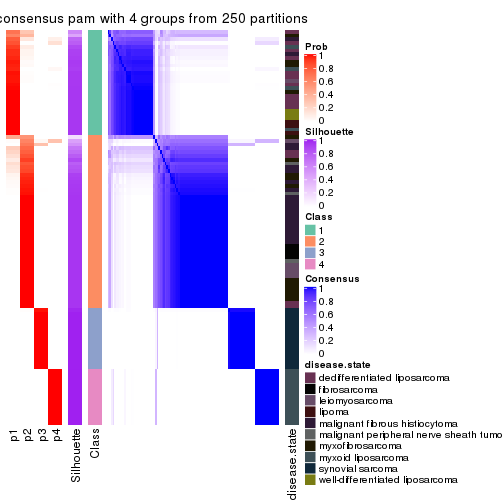 consensus pam with 4 groups from 250 partitions
Prob
1
0.8
0.6
0.4
0.2
0
Silhouette
1
0.8
0.6
0.4
0.2
0
Class
1
2
3
4
Consensus
1
0.8
0.6
0.4
0.2
0
disease.state
dedifferentiated liposarcoma
fibrosarcoma
leiomyosarcoma
lipoma
malignant fibrous histiocytoma
malignant peripheral nerve sheath tumo
myxofibrosarcoma
myxoid liposarcoma
synovial sarcoma
well-differentiated liposarcoma
p1
p2
p3
p4
Silhouette
Class
disease.state